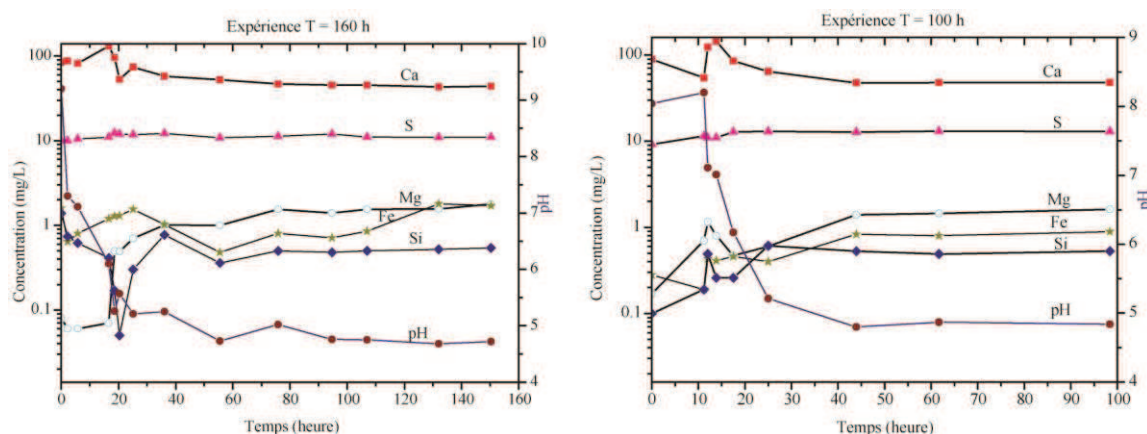 Expérience T = 160 h
Concentration (mg/L)
100
10
1
0.1
Ca
S
Mg
Fe
Si
pH
10
9
8
7
6
5
4
pH
0 20 40 60 80 100 120 140 160
Temps (heure)
Expérience T = 100 h
Concentration (mg/L)
100
10
1
0.1
Ca
S
Mg
Fe
Si
pH
9
8
7
6
5
4
pH
0 10 20 30 40 50 60 70 80 90 100
Temps (heure)